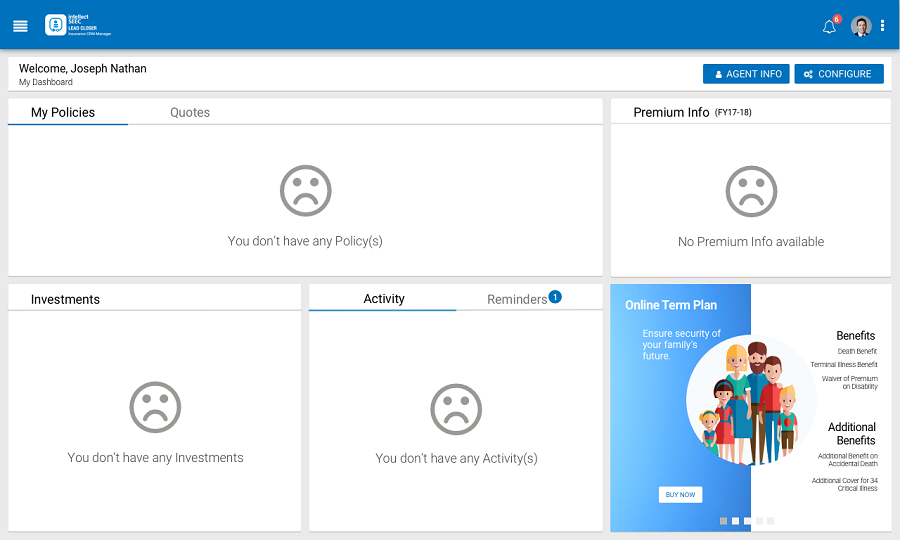 intellect
SEEC
LEAD CLOSER
Insurance CRM Manager
6
Welcome, Joseph Nathan
My Dashboard
AGENT INFO
CONFIGURE
My Policies
Quotes
Premium Info (FY17-18)
You don't have any Policy(s)
No Premium Info available
Investments
Activity
Reminders 1
You don't have any Investments
You don't have any Activity(s)
Online Term Plan
Ensure security of
your family's
future.
BUY NOW
Benefits
Death Benefit
Terminal Illness Benefit
Waiver of Premium
on Disability
Additional
Benefits
Additional Benefit on
Accidental Death
Additional Cover for 34
Critical Illness